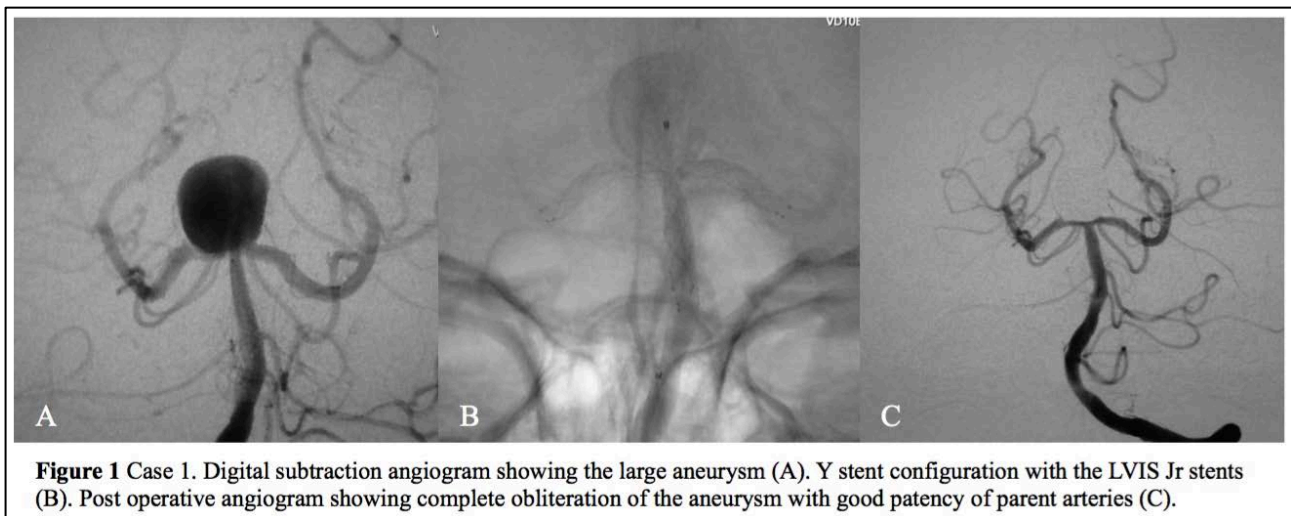 VD10E
A
B
C
Figure 1 Case 1. Digital subtraction angiogram showing the large aneurysm (A). Y stent configuration with the LVIS Jr stents
(B). Post operative angiogram showing complete obliteration of the aneurysm with good patency of parent arteries (C).